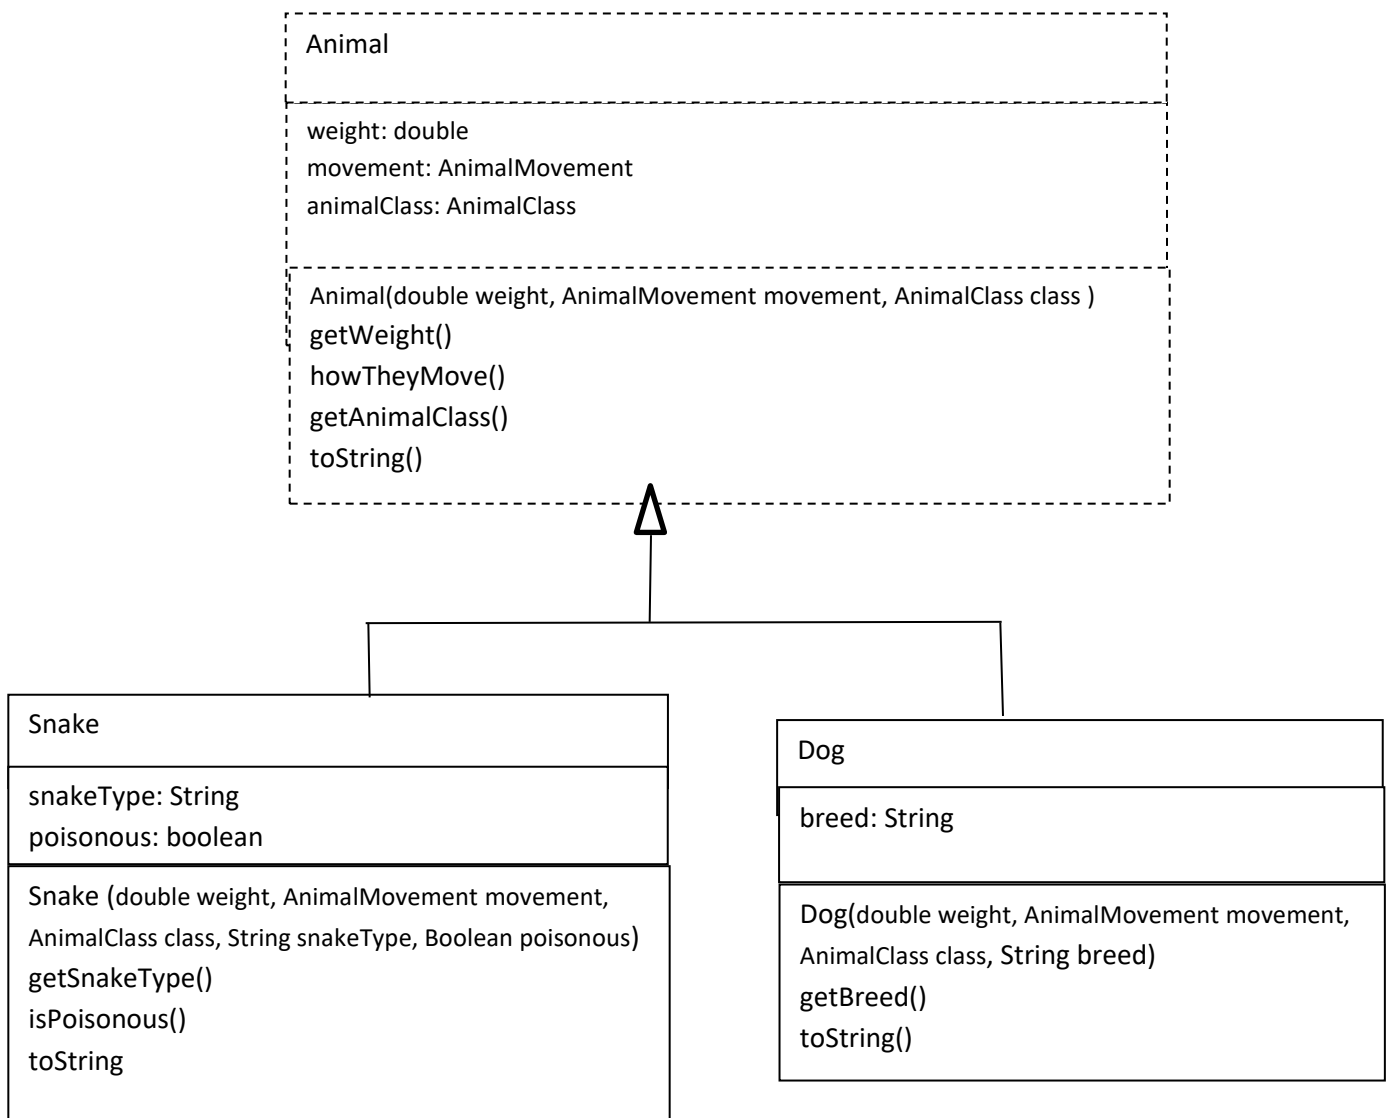 Animal
weight: double
movement: AnimalMovement
animalClass: AnimalClass
Animal(double weight, AnimalMovement movement, AnimalClass class )
getWeight()
howTheyMove()
getAnimalClass()
toString()
Snake
snakeType: String
poisonous: boolean
Snake (double weight, AnimalMovement movement,
AnimalClass class, String snakeType, Boolean poisonous)
getSnakeType()
isPoisonous()
toString
Dog
breed: String
Dog(double weight, AnimalMovement movement,
AnimalClass class, String breed)
getBreed()
toString()